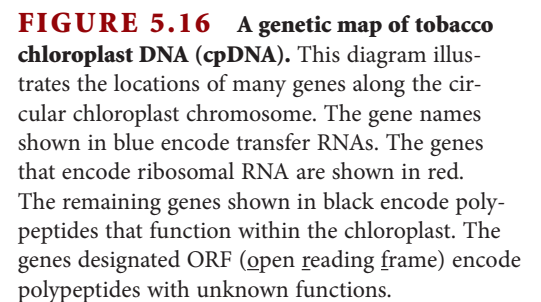 FIGURE 5.16 A genetic map of tobacco
chloroplast DNA (cpDNA). This diagram illus-
trates the locations of many genes along the cir-
cular chloroplast chromosome. The gene names
shown in blue encode transfer RNAs. The genes
that encode ribosomal RNA are shown in red.
The remaining genes shown in black encode poly-
peptides that function within the chloroplast. The
genes designated ORF (open reading frame) encode
polypeptides with unknown functions.